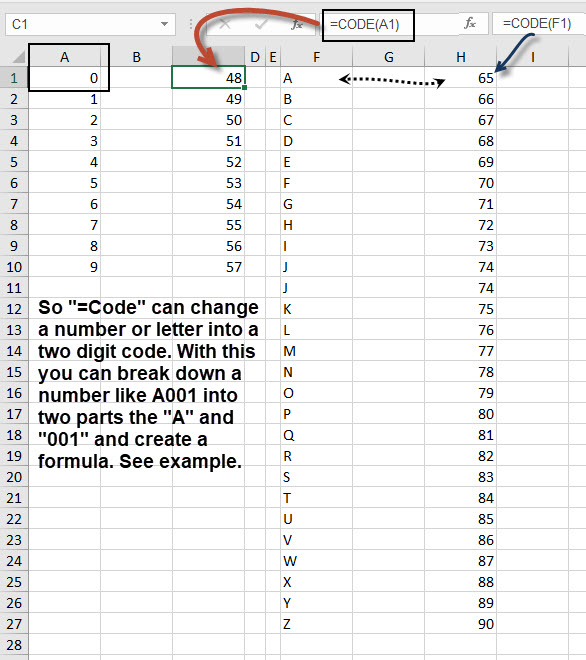 C1 fx =CODE(A1) fx =CODE(F1)
A B D E F G H I
1 0 48 A 65
2 1 49 B 66
3 2 50 C 67
4 3 51 D 68
5 4 52 E 69
6 5 53 F 70
7 6 54 G 71
8 7 55 H 72
9 8 56 I 73
10 9 57 J 74
11 J 74
12 K 75
13 L 76
14 M 77
15 N 78
16 O 79
17 P 80
18 Q 81
19 R 82
20 S 83
21 T 84
22 U 85
23 V 86
24 W 87
25 X 88
26 Y 89
27 Z 90
28
So "=Code" can change
a number or letter into a
two digit code. With this
you can break down a
number like A001 into
two parts the "A" and
"001" and create a
formula. See example.